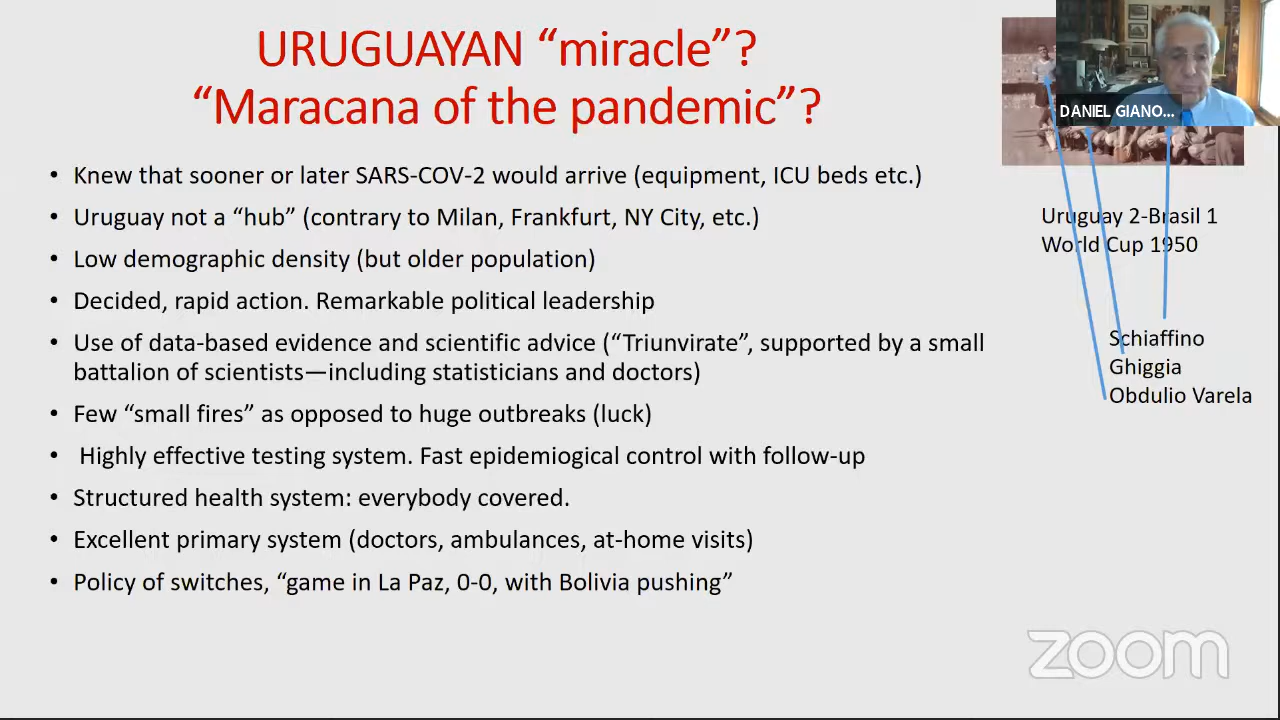 URUGUAYAN “miracle”?
“Maracana of the pandemic”?
• Knew that sooner or later SARS-COV-2 would arrive (equipment, ICU beds etc.)
• Uruguay not a “hub” (contrary to Milan, Frankfurt, NY City, etc.)
• Low demographic density (but older population)
• Decided, rapid action. Remarkable political leadership
• Use of data-based evidence and scientific advice (“Triunvirate”, supported by a small
battalion of scientists—including statisticians and doctors)
• Few “small fires” as opposed to huge outbreaks (luck)
• Highly effective testing system. Fast epidemiogical control with follow-up
• Structured health system: everybody covered.
• Excellent primary system (doctors, ambulances, at-home visits)
• Policy of switches, “game in La Paz, 0-0, with Bolivia pushing”
DANIEL GIANO...
Uruguay 2-Brasil 1
World Cup 1950
Schiaffino
Ghiggia
Obdulio Varela
zoom